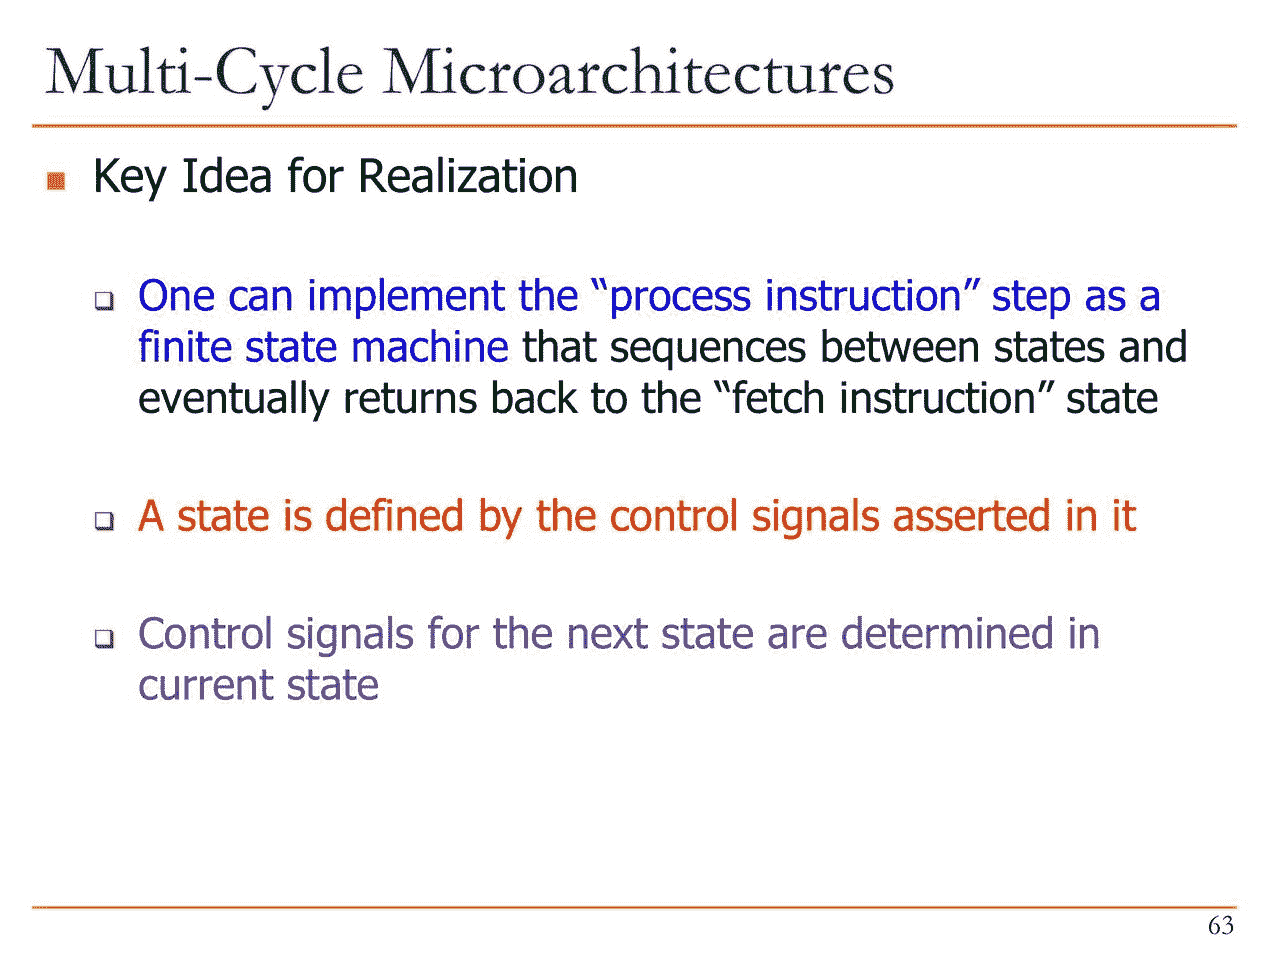 Multi-Cycle Microarchitectures
Key Idea for Realization
One can implement the “process instruction” step as a
finite state machine that sequences between states and
eventually returns back to the “fetch instruction” state
A state is defined by the control signals asserted in it
Control signals for the next state are determined in
current state
63